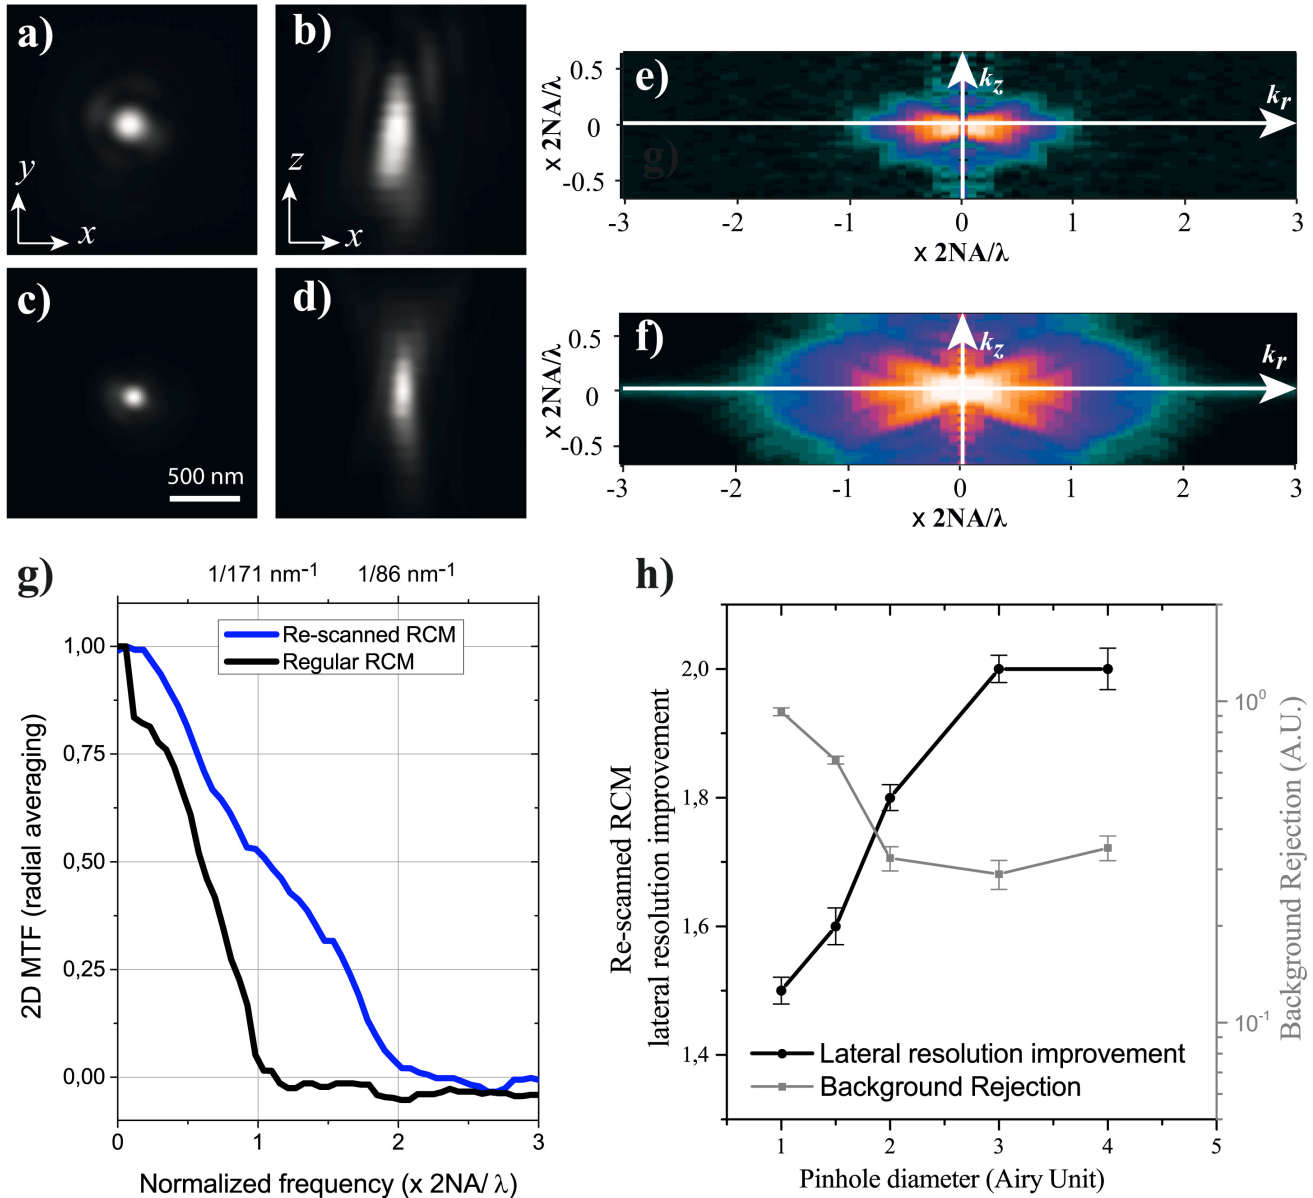 a)
y
x
b)
z
x
c)
500 nm
d)
e)
g)
x 2NA/λ
0.5
0
-0.5
k_z
k_r
-3 -2 -1 0 1 2 3
x 2NA/λ
f)
x 2NA/λ
0.5
0
-0.5
k_z
k_r
-3 -2 -1 0 1 2 3
x 2NA/λ
g)
1/171 nm⁻¹ 1/86 nm⁻¹
Re-scanned RCM
Regular RCM
2D MTF (radial averaging)
1,00
0,75
0,50
0,25
0,00
0 1 2 3
Normalized frequency (x 2NA/ λ)
h)
Re-scanned RCM
lateral resolution improvement
2,0
1,8
1,6
1,4
10⁰
10⁻¹
Background Rejection (A.U.)
Lateral resolution improvement
Background Rejection
1 2 3 4 5
Pinhole diameter (Airy Unit)